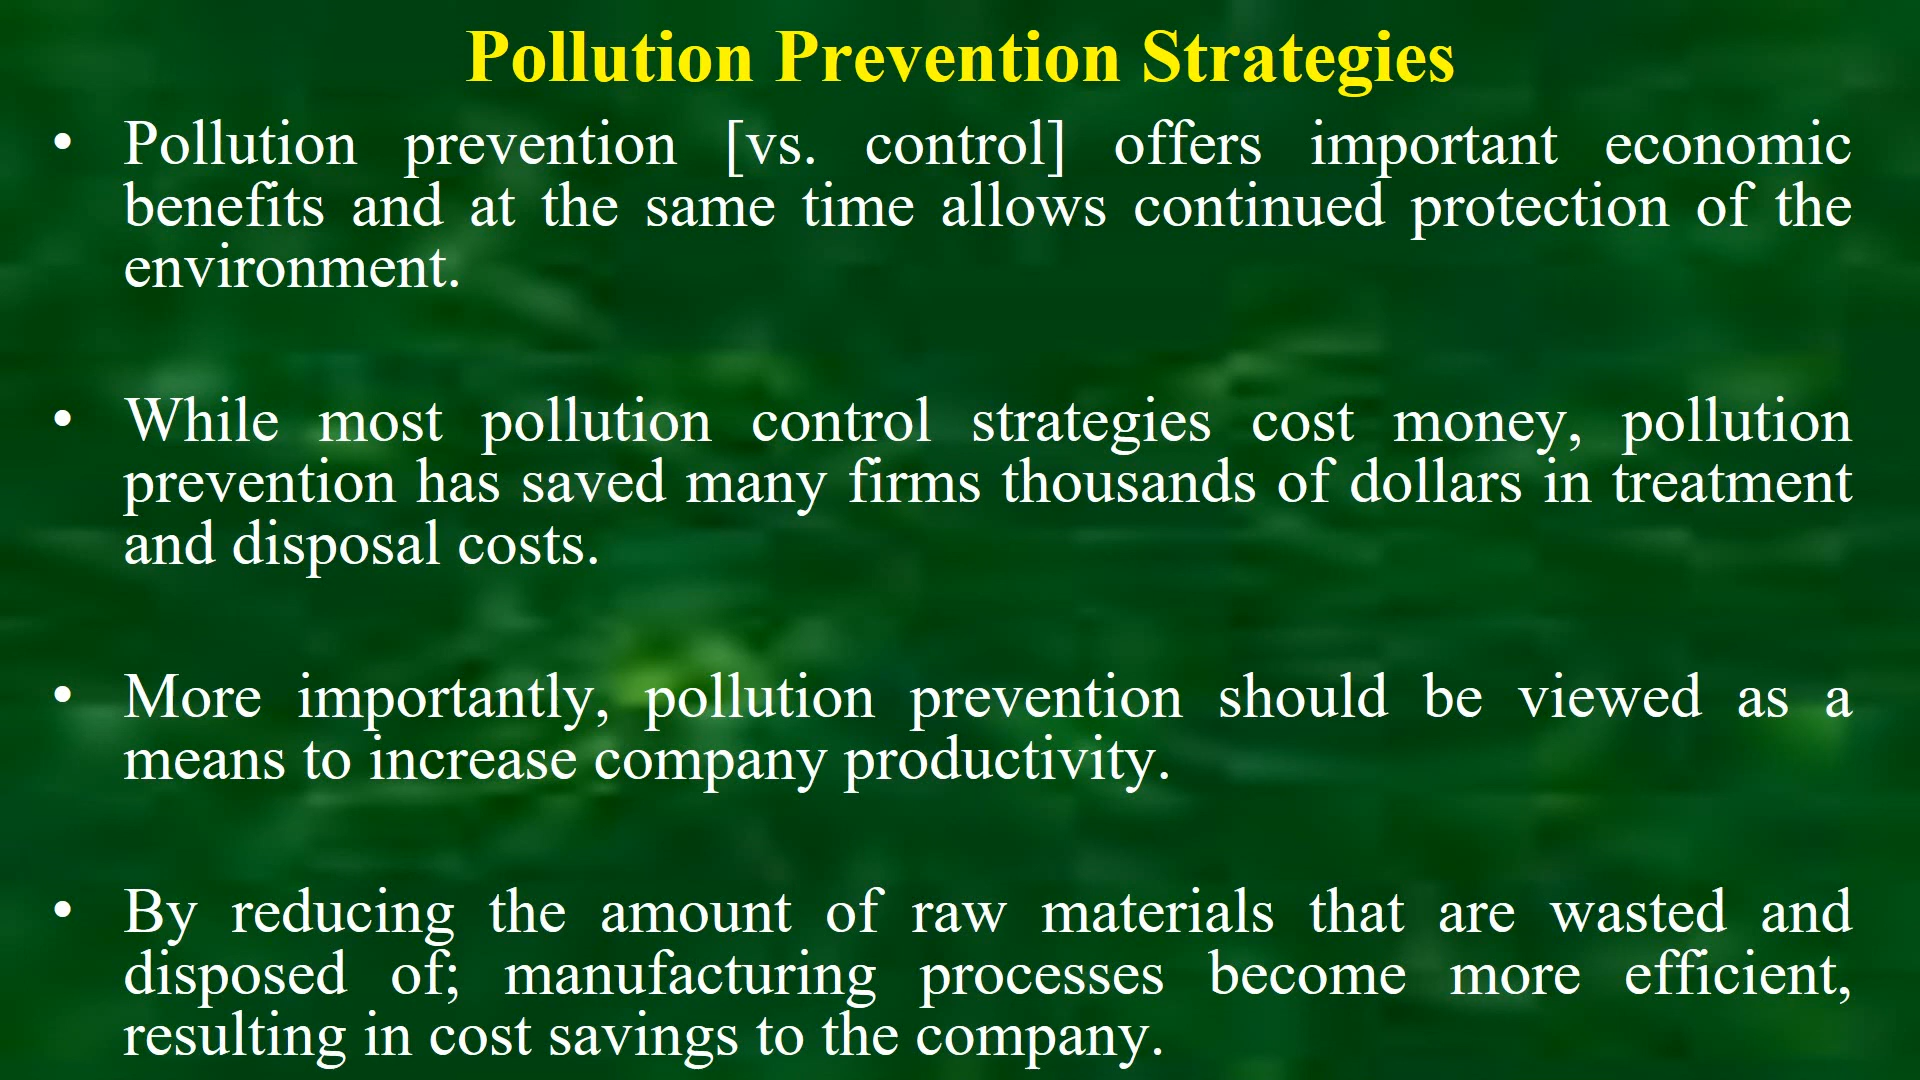 Pollution Prevention Strategies
• Pollution prevention [vs. control] offers important economic
benefits and at the same time allows continued protection of the
environment.
• While most pollution control strategies cost money, pollution
prevention has saved many firms thousands of dollars in treatment
and disposal costs.
• More importantly, pollution prevention should be viewed as a
means to increase company productivity.
• By reducing the amount of raw materials that are wasted and
disposed of; manufacturing processes become more efficient,
resulting in cost savings to the company.